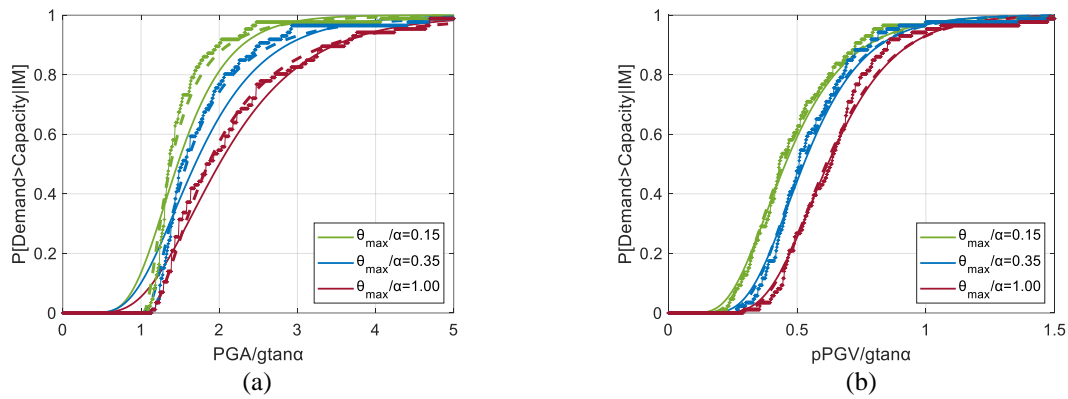 1
0.8
0.6
0.4
0.2
0
P[Demand>Capacity|IM]
θmax/α=0.15
θmax/α=0.35
θmax/α=1.00
0 1 2 3 4 5
PGA/gtanα
(a)
1
0.8
0.6
0.4
0.2
0
P[Demand>Capacity|IM]
θmax/α=0.15
θmax/α=0.35
θmax/α=1.00
0 0.5 1 1.5
pPGV/gtanα
(b)